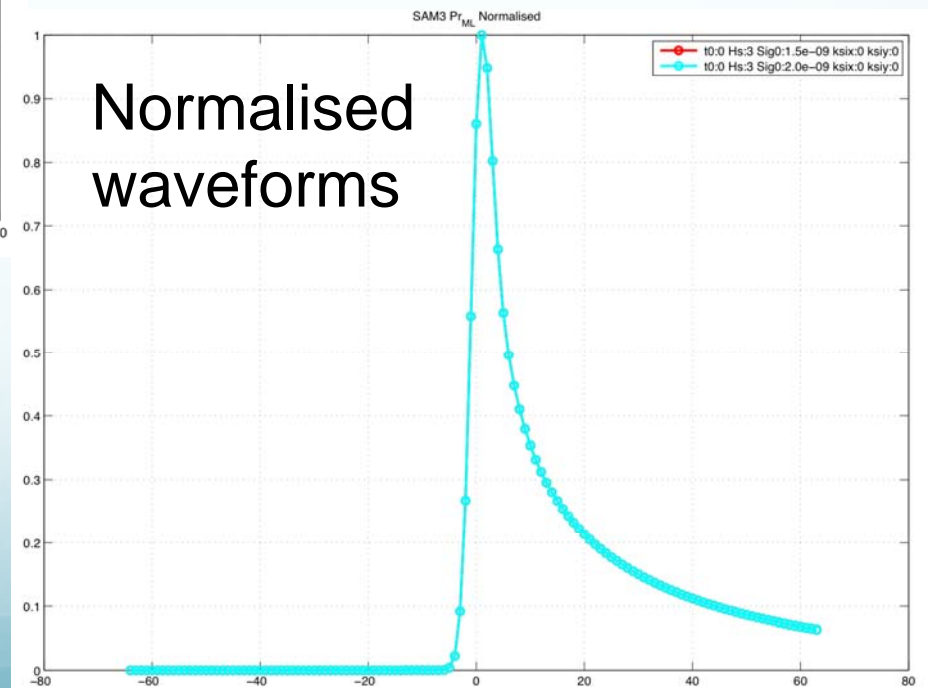 SAM3 Pr_ML Normalised
t0:0 Hs:3 Sig0:1.5e−09 ksix:0 ksiy:0
t0:0 Hs:3 Sig0:2.0e−09 ksix:0 ksiy:0
Normalised
waveforms
1
0.9
0.8
0.7
0
0.6
0.5
0.4
0.3
0.2
0.1
0
−80 −60 −40 −20 0 20 40 60 80